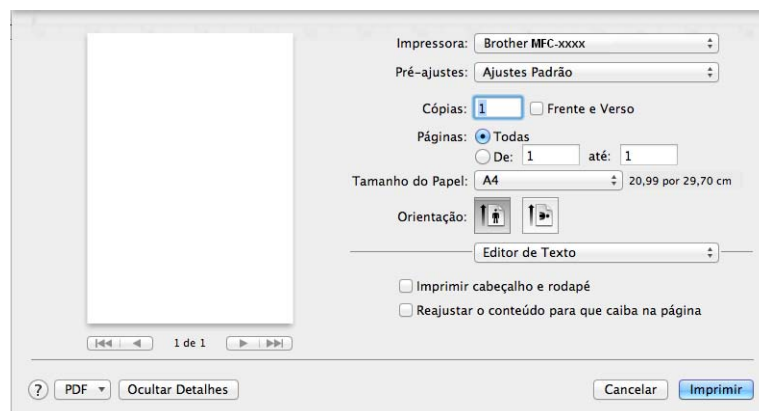 Impressora: Brother MFC-xxxx
Pré-ajustes: Ajustes Padrão
Cópias: 1 Frente e Verso
Páginas: Todas
De: 1 até: 1
Tamanho do Papel: A4 20,99 por 29,70 cm
Orientação:
Editor de Texto
Imprimir cabeçalho e rodapé
Reajustar o conteúdo para que caiba na página
1 de 1
? PDF Ocultar Detalhes Cancelar Imprimir